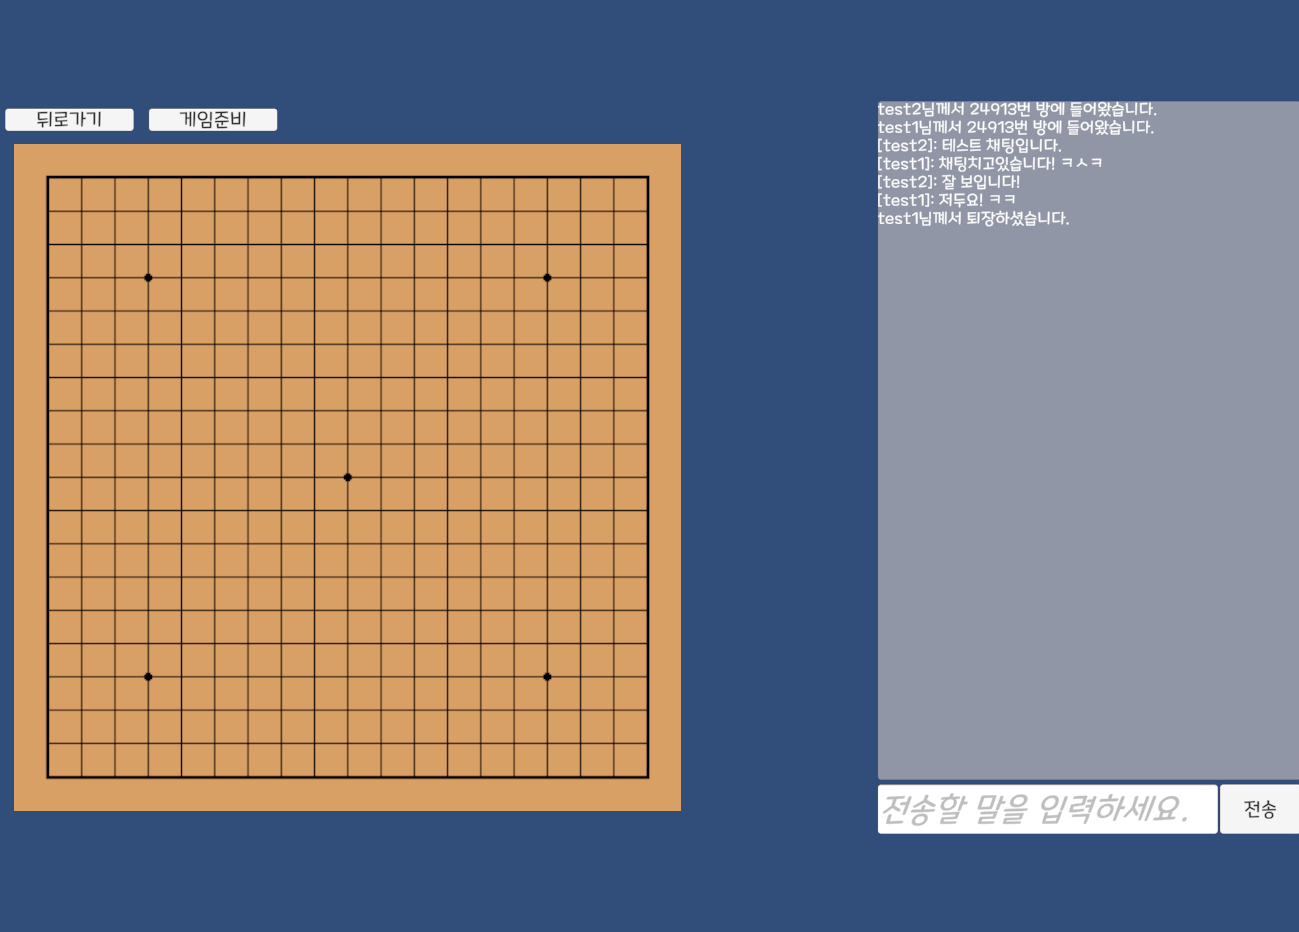 뒤로가기
게임준비
test2님께서 24913번 방에 들어왔습니다.
test1님께서 24913번 방에 들어왔습니다.
[test2]: 테스트 채팅입니다.
[test1]: 채팅치고있습니다! ㅋㅅㅋ
[test2]: 잘 보입니다!
[test1]: 저두요! ㅋㅋ
test1님꼐서 퇴장하셨습니다.
전송할 말을 입력하세요.
전송